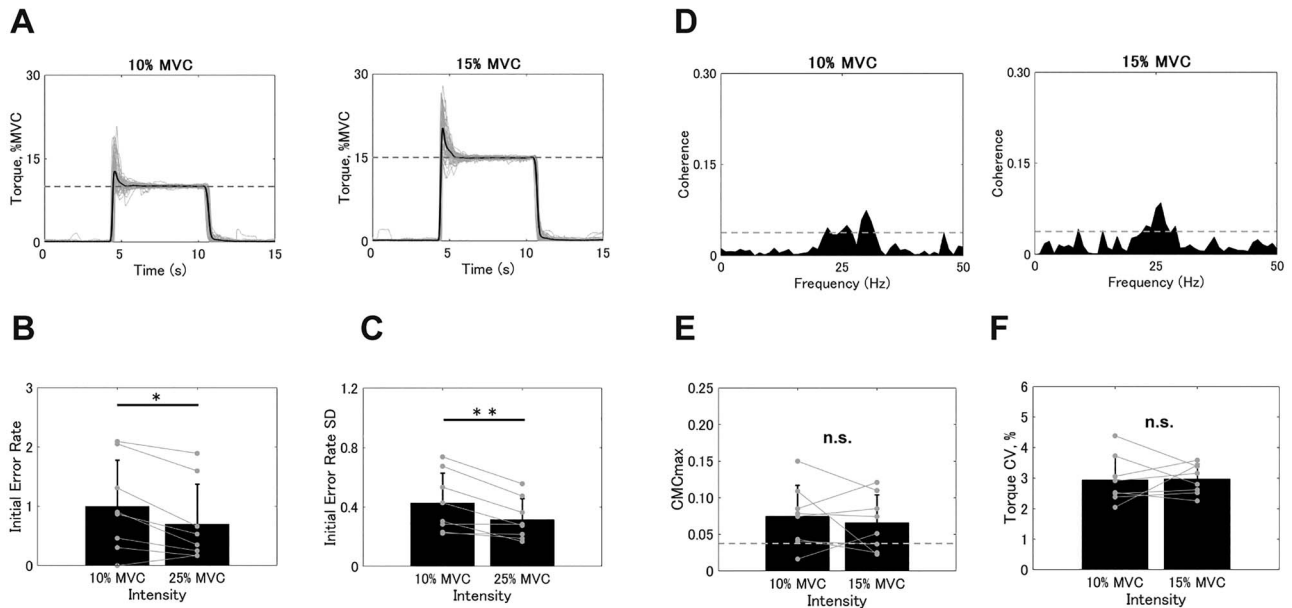 A
10% MVC
Torque, %MVC
30
15
0
0 5 10 15
Time (s)
15% MVC
Torque, %MVC
30
15
0
0 5 10 15
Time (s)
D
10% MVC
Coherence
0.30
0.15
0
0 25 50
Frequency (Hz)
15% MVC
Coherence
0.30
0.15
0
0 25 50
Frequency (Hz)
B
Initial Error Rate
3
2
1
0
*
10% MVC 25% MVC
Intensity
C
Initial Error Rate SD
1.2
0.8
0.4
0
* *
10% MVC 25% MVC
Intensity
E
CMCmax
0.25
0.20
0.15
0.10
0.05
0
n.s.
10% MVC 15% MVC
Intensity
F
Torque CV, %
6
5
4
3
2
1
0
n.s.
10% MVC 15% MVC
Intensity